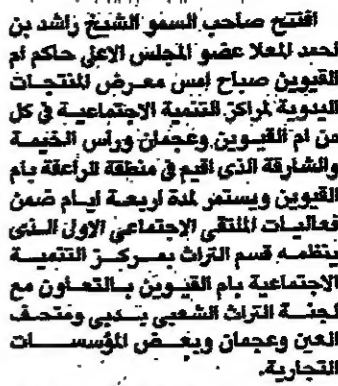 افتتح صاحب السمو الشيخ راشد بن
احمد المعلا عضو المجلس الاعلى حاكم ام
القيوين صباح امس معرض المنتجات
اليدوية لمراكز التنمية الاجتماعية في كل
من ام القيوين وعجمان وراس الخيمة
والشارقة الذي اقيم في منطقة الراعفة بام
القيوين ويستمر لمدة اربعة ايام ضمن
فعاليات الملتقى الاجتماعي الاول الذي
ينظمه قسم التراث بمركز التنمية
الاجتماعية بام القيوين بالتعاون مع
لجنة التراث الشعبي بدبي ومتحف
العين وعجمان وبعض المؤسسات
التجارية.